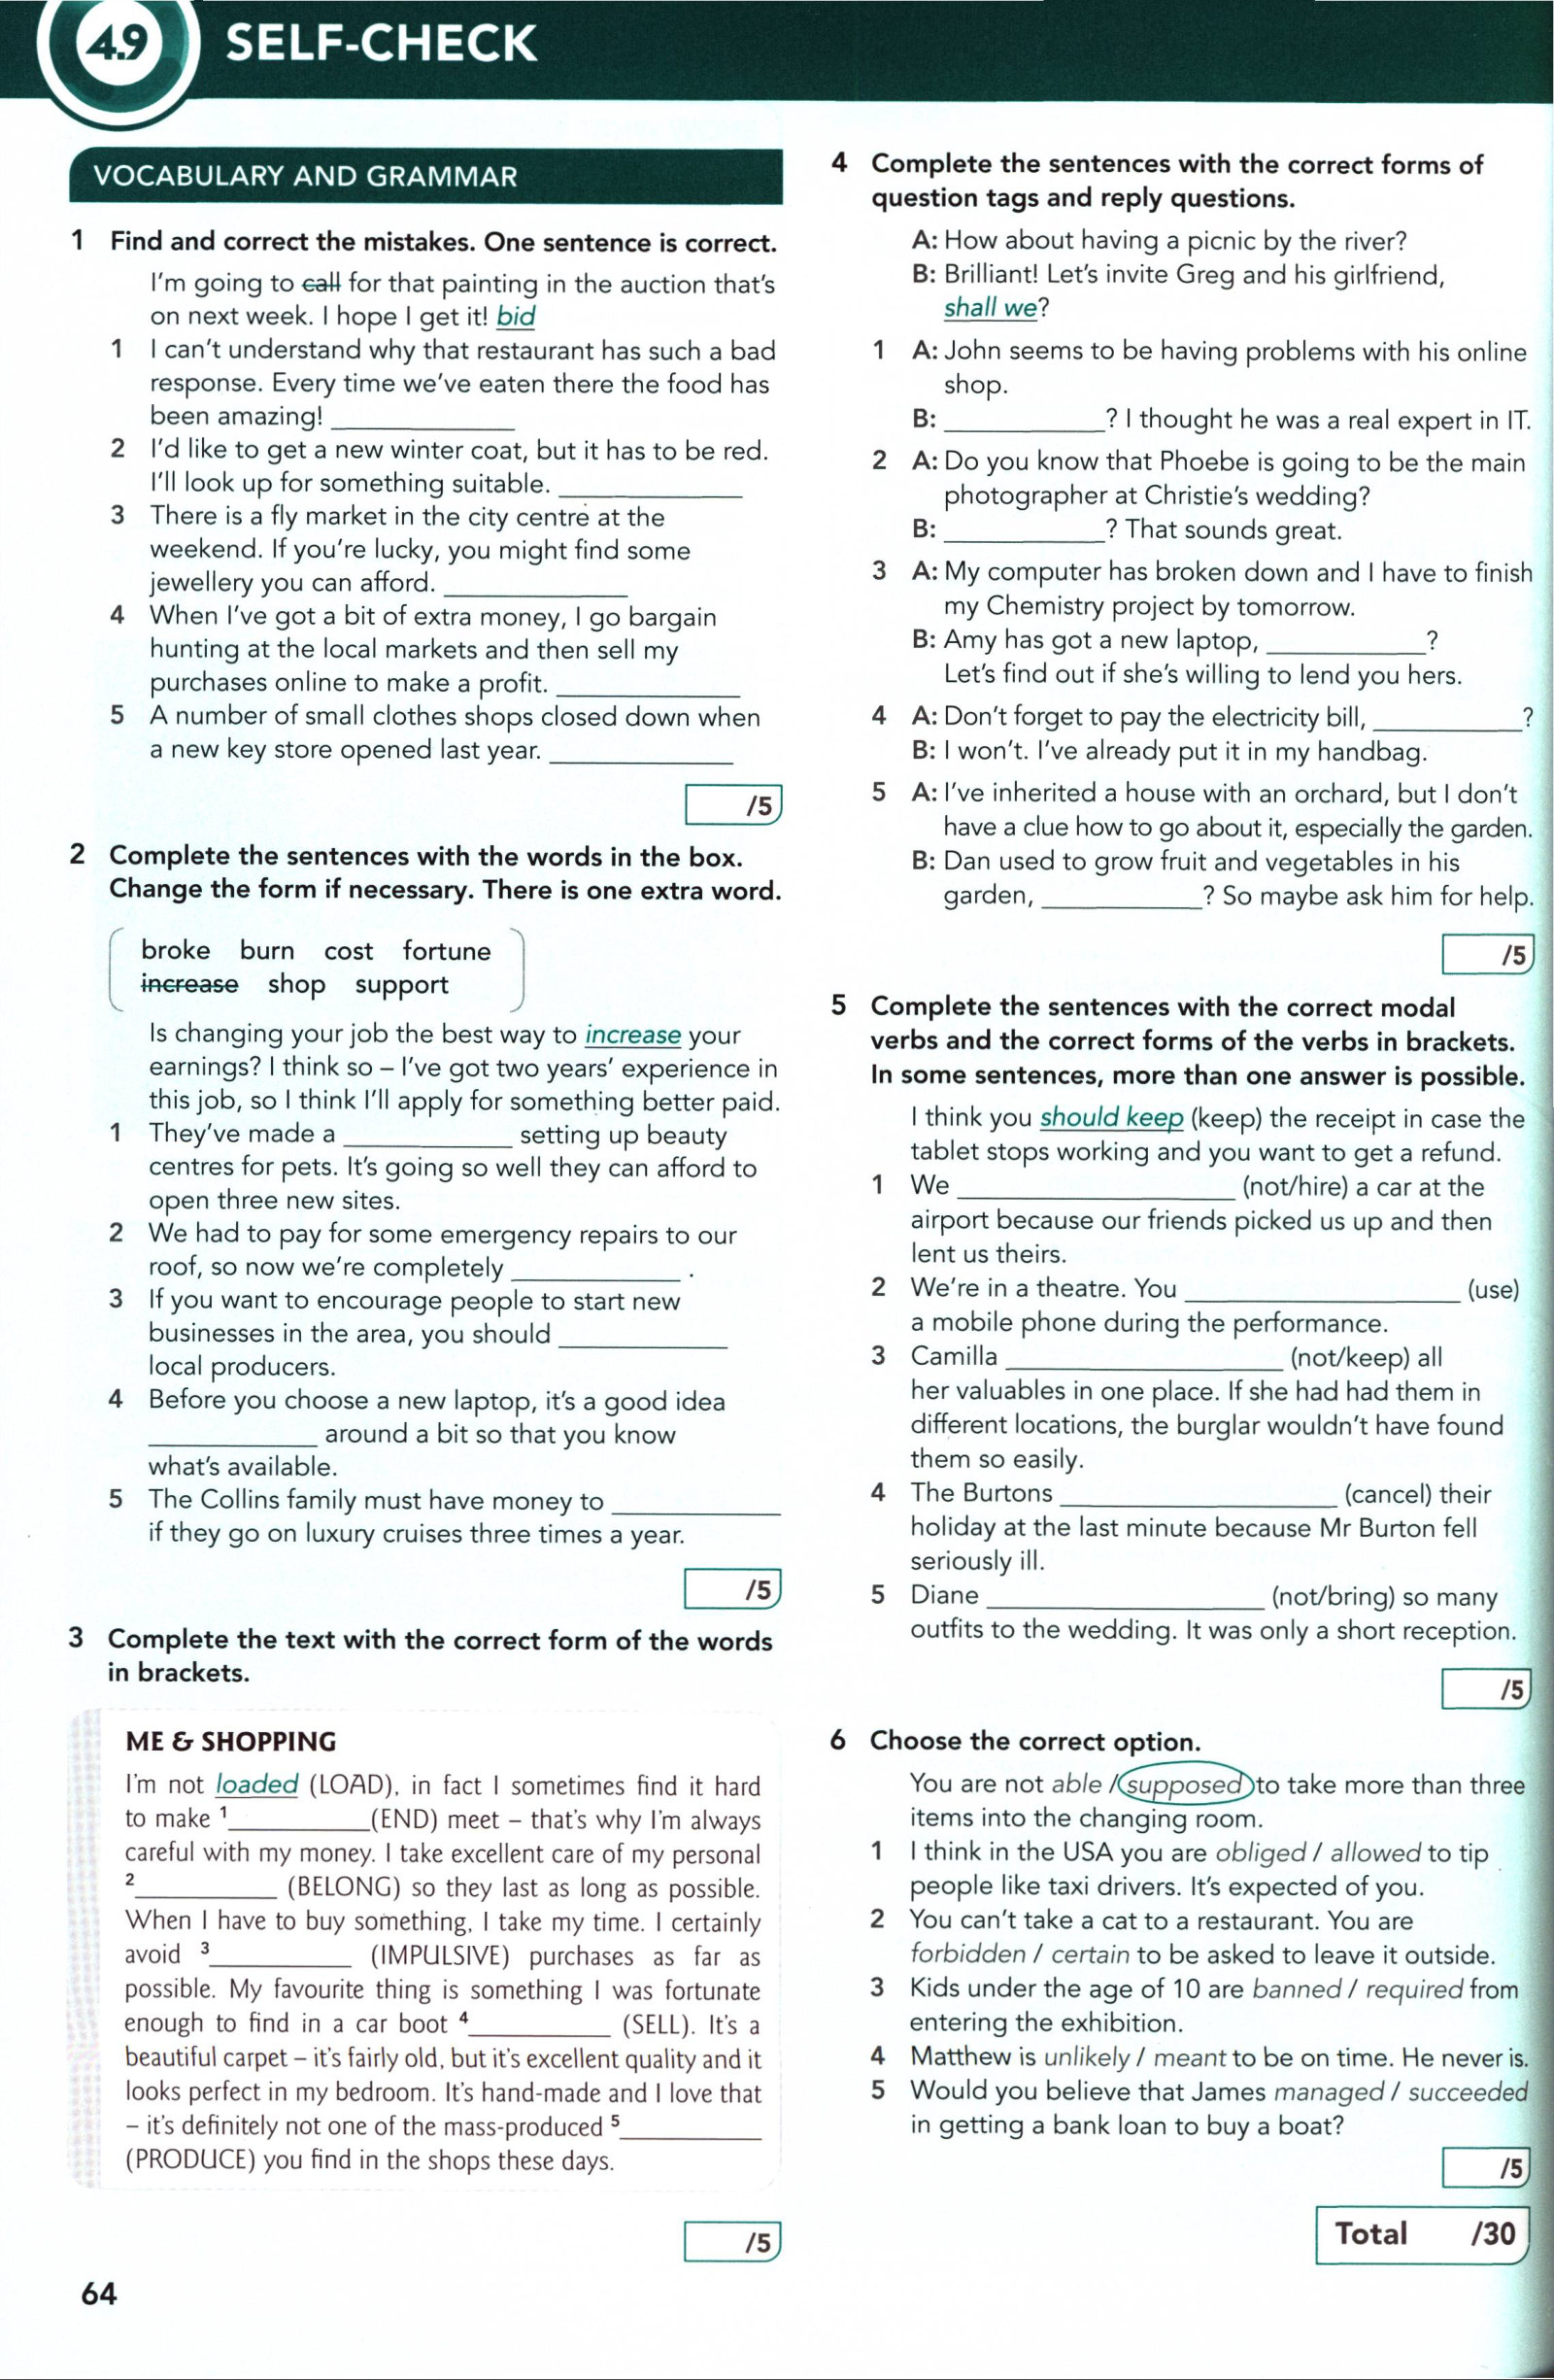 4.9 SELF-CHECK
VOCABULARY AND GRAMMAR
1 Find and correct the mistakes. One sentence is correct.
I'm going to call for that painting in the auction that's
on next week. I hope I get it! bid
1 I can't understand why that restaurant has such a bad
response. Every time we've eaten there the food has
been amazing! ____________
2 I'd like to get a new winter coat, but it has to be red.
I'll look up for something suitable. ____________
3 There is a fly market in the city centre at the
weekend. If you're lucky, you might find some
jewellery you can afford. ____________
4 When I've got a bit of extra money, I go bargain
hunting at the local markets and then sell my
purchases online to make a profit. ____________
5 A number of small clothes shops closed down when
a new key store opened last year. ____________
/5
2 Complete the sentences with the words in the box.
Change the form if necessary. There is one extra word.
broke burn cost fortune
increase shop support
Is changing your job the best way to increase your
earnings? I think so – I've got two years' experience in
this job, so I think I'll apply for something better paid.
1 They've made a ____________ setting up beauty
centres for pets. It's going so well they can afford to
open three new sites.
2 We had to pay for some emergency repairs to our
roof, so now we're completely ____________ .
3 If you want to encourage people to start new
businesses in the area, you should ____________
local producers.
4 Before you choose a new laptop, it's a good idea
____________ around a bit so that you know
what's available.
5 The Collins family must have money to ____________
if they go on luxury cruises three times a year.
/5
3 Complete the text with the correct form of the words
in brackets.
ME & SHOPPING
I'm not loaded (LOAD), in fact I sometimes find it hard
to make 1__________(END) meet – that's why I'm always
careful with my money. I take excellent care of my personal
2__________ (BELONG) so they last as long as possible.
When I have to buy something, I take my time. I certainly
avoid 3__________ (IMPULSIVE) purchases as far as
possible. My favourite thing is something I was fortunate
enough to find in a car boot 4__________ (SELL). It's a
beautiful carpet – it's fairly old, but it's excellent quality and it
looks perfect in my bedroom. It's hand-made and I love that
– it's definitely not one of the mass-produced 5__________
(PRODUCE) you find in the shops these days.
/5
64
4 Complete the sentences with the correct forms of
question tags and reply questions.
A: How about having a picnic by the river?
B: Brilliant! Let's invite Greg and his girlfriend,
shall we?
1 A: John seems to be having problems with his online
shop.
B: ____________? I thought he was a real expert in IT.
2 A: Do you know that Phoebe is going to be the main
photographer at Christie's wedding?
B: ____________? That sounds great.
3 A: My computer has broken down and I have to finish
my Chemistry project by tomorrow.
B: Amy has got a new laptop, ____________?
Let's find out if she's willing to lend you hers.
4 A: Don't forget to pay the electricity bill, ____________?
B: I won't. I've already put it in my handbag.
5 A: I've inherited a house with an orchard, but I don't
have a clue how to go about it, especially the garden.
B: Dan used to grow fruit and vegetables in his
garden, ____________? So maybe ask him for help.
/5
5 Complete the sentences with the correct modal
verbs and the correct forms of the verbs in brackets.
In some sentences, more than one answer is possible.
I think you should keep (keep) the receipt in case the
tablet stops working and you want to get a refund.
1 We ____________________ (not/hire) a car at the
airport because our friends picked us up and then
lent us theirs.
2 We're in a theatre. You ____________________ (use)
a mobile phone during the performance.
3 Camilla ____________________ (not/keep) all
her valuables in one place. If she had had them in
different locations, the burglar wouldn't have found
them so easily.
4 The Burtons ____________________ (cancel) their
holiday at the last minute because Mr Burton fell
seriously ill.
5 Diane ____________________ (not/bring) so many
outfits to the wedding. It was only a short reception.
/5
6 Choose the correct option.
You are not able / supposed to take more than three
items into the changing room.
1 I think in the USA you are obliged / allowed to tip
people like taxi drivers. It's expected of you.
2 You can't take a cat to a restaurant. You are
forbidden / certain to be asked to leave it outside.
3 Kids under the age of 10 are banned / required from
entering the exhibition.
4 Matthew is unlikely / meant to be on time. He never is.
5 Would you believe that James managed / succeeded
in getting a bank loan to buy a boat?
/5
Total /30